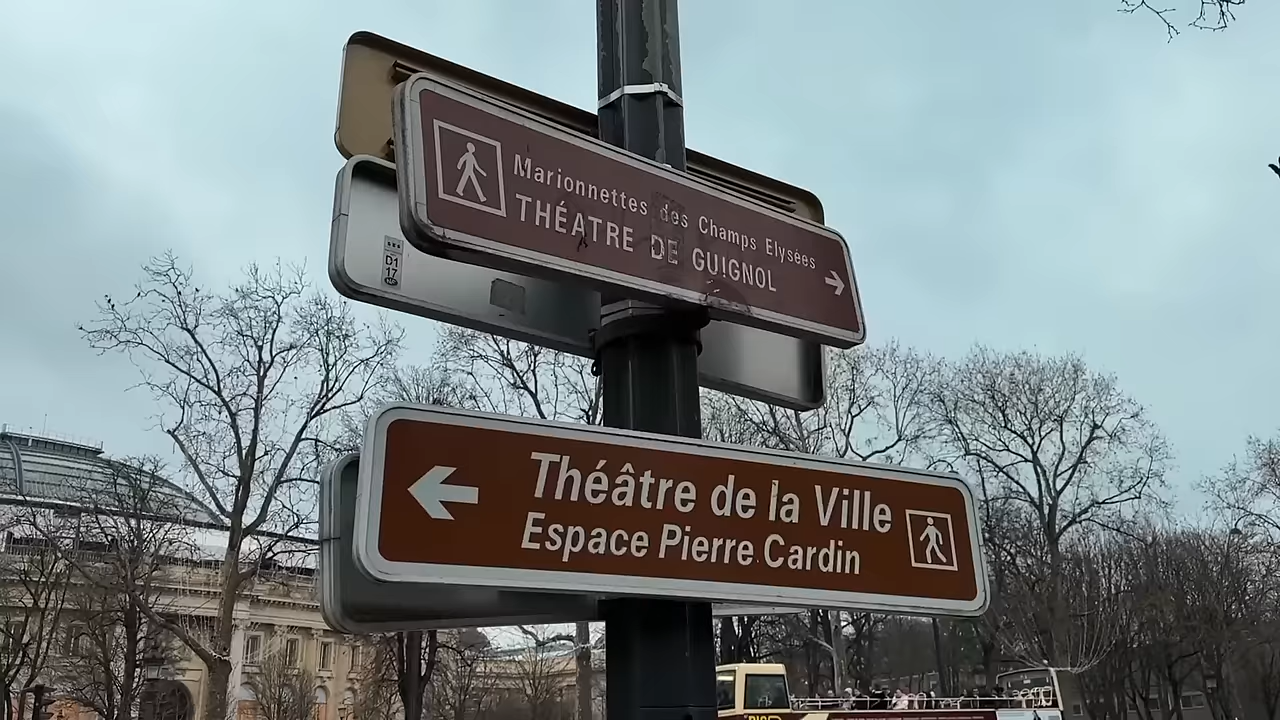 Marionnettes des Champs Elysées
THÉATRE DE GUIGNOL
D1
17
Théâtre de la Ville
Espace Pierre Cardin